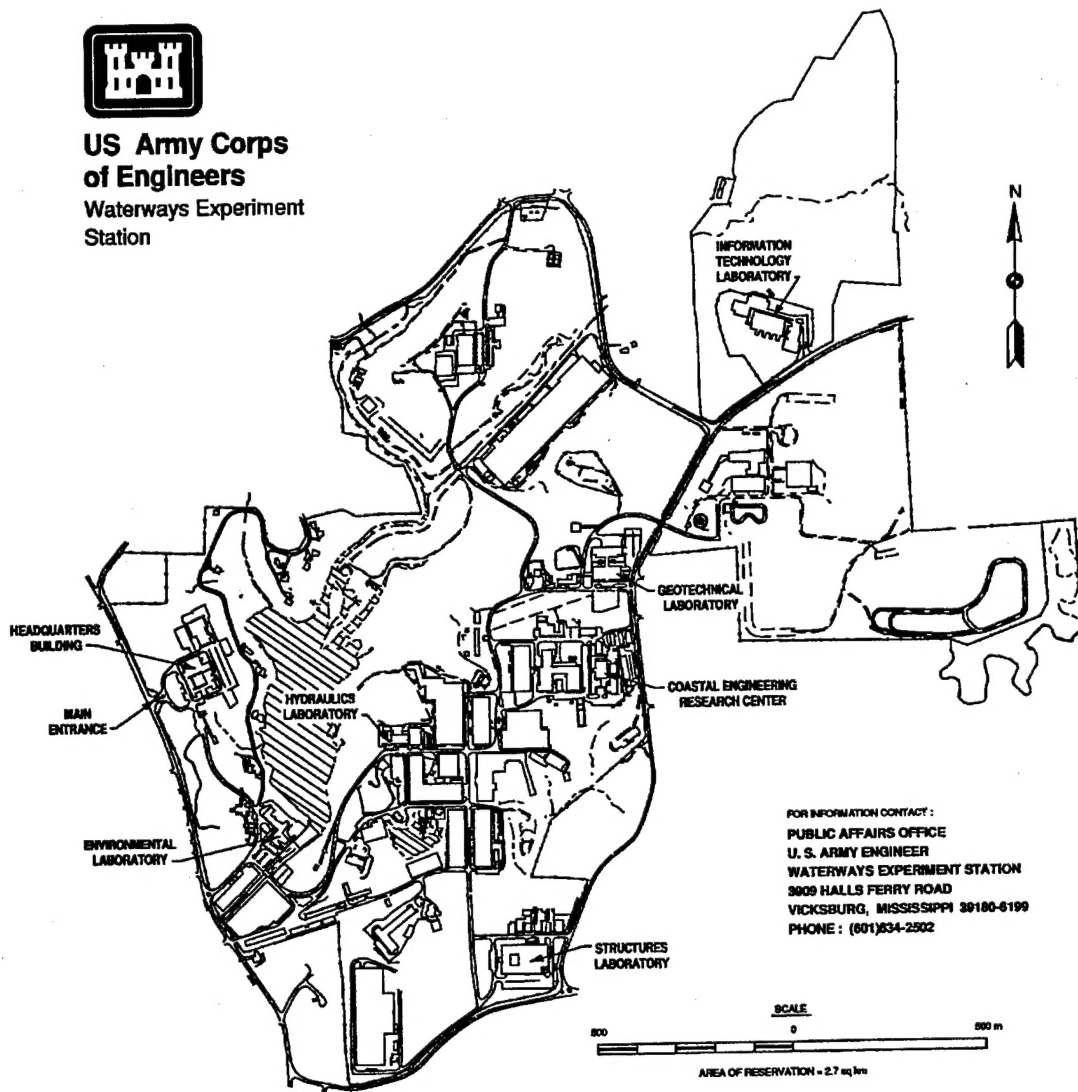 US Army Corps
of Engineers
Waterways Experiment
Station
N
INFORMATION
TECHNOLOGY
LABORATORY
GEOTECHNICAL
LABORATORY
HEADQUARTERS
BUILDING
HYDRAULICS
LABORATORY
COASTAL ENGINEERING
RESEARCH CENTER
MAIN
ENTRANCE
ENVIRONMENTAL
LABORATORY
STRUCTURES
LABORATORY
FOR INFORMATION CONTACT :
PUBLIC AFFAIRS OFFICE
U. S. ARMY ENGINEER
WATERWAYS EXPERIMENT STATION
3909 HALLS FERRY ROAD
VICKSBURG, MISSISSIPPI 39180-6199
PHONE : (601)634-2502
SCALE
500 0 500 m
AREA OF RESERVATION = 2.7 sq km